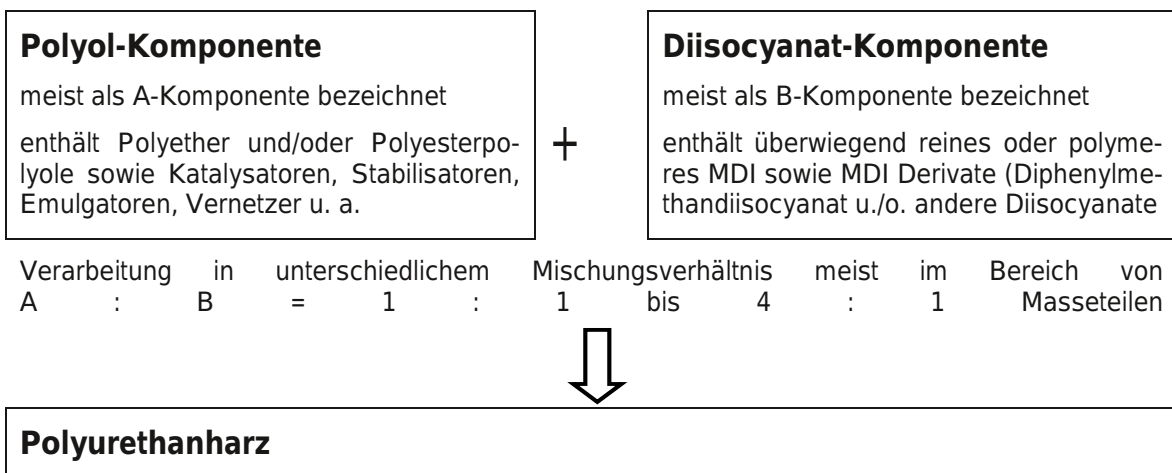 Polyol-Komponente
meist als A-Komponente bezeichnet
enthält Polyether und/oder Polyesterpo-
lyole sowie Katalysatoren, Stabilisatoren,
Emulgatoren, Vernetzer u. a.
+
Diisocyanat-Komponente
meist als B-Komponente bezeichnet
enthält überwiegend reines oder polyme-
res MDI sowie MDI Derivate (Diphenylme-
thandiisocyanat u./o. andere Diisocyanate
Verarbeitung in unterschiedlichem Mischungsverhältnis meist im Bereich von
A : B = 1 : 1 bis 4 : 1 Masseteilen
Polyurethanharz